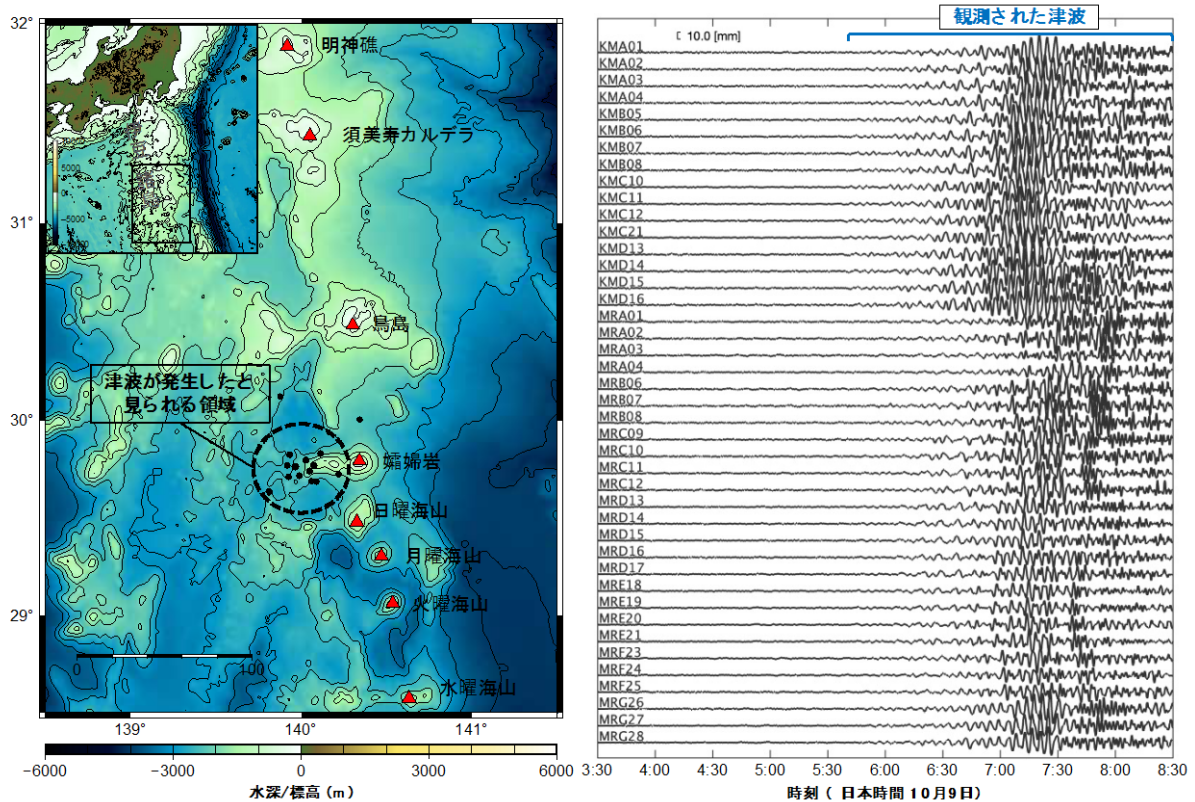 32°
31°
30°
29°
139°
140°
141°
5000
0
−5000
明神礁
須美寿カルデラ
鳥島
津波が発生したと
見られる領域
孀婦岩
日曜海山
月曜海山
火曜海山
水曜海山
0
100
−6000
−3000
0
3000
6000
水深/標高 (m)
観測された津波
10.0 [mm]
KMA01
KMA02
KMA03
KMA04
KMB05
KMB06
KMB07
KMB08
KMC10
KMC11
KMC12
KMC21
KMD13
KMD14
KMD15
KMD16
MRA01
MRA02
MRA03
MRA04
MRB06
MRB07
MRB08
MRC09
MRC10
MRC11
MRC12
MRD13
MRD14
MRD15
MRD16
MRD17
MRE18
MRE19
MRE20
MRE21
MRF23
MRF24
MRF25
MRG26
MRG27
MRG28
3:30
4:00
5:00
5:30
6:00
6:30
7:00
7:30
8:00
8:30
時刻 ( 日本時間 10月9日)